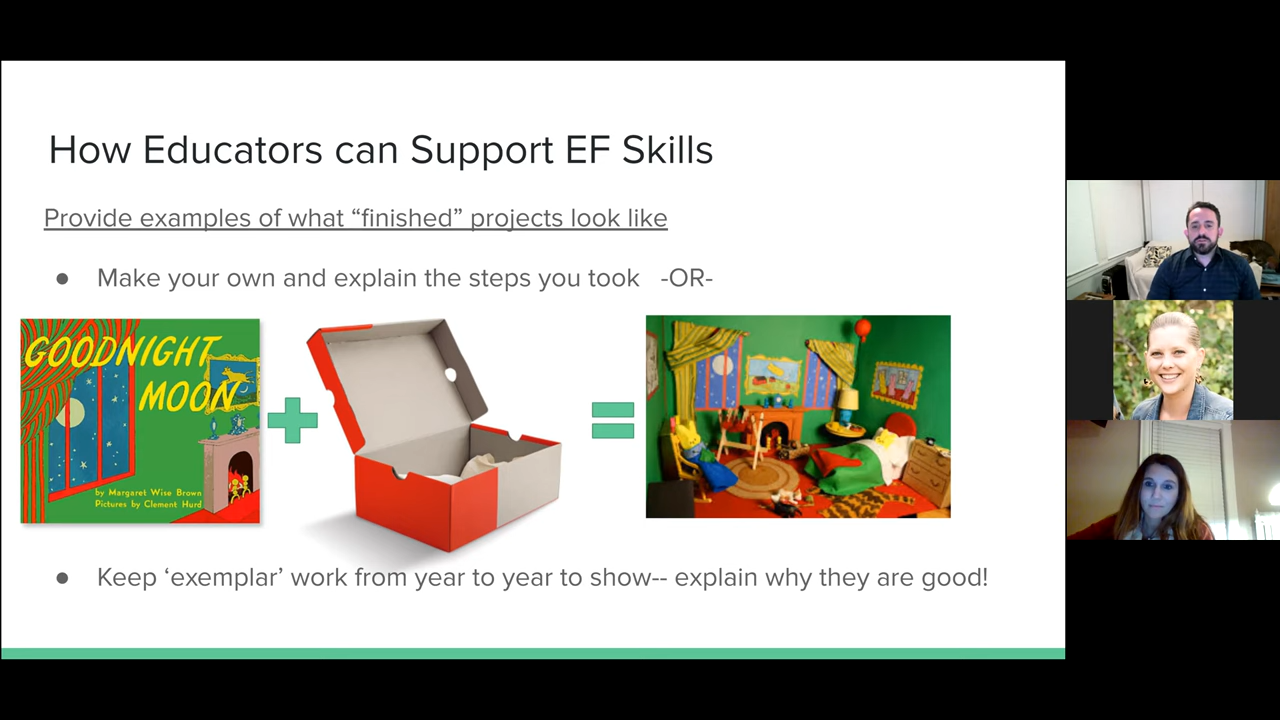 How Educators can Support EF Skills
Provide examples of what “finished” projects look like
● Make your own and explain the steps you took -OR-
GOODNIGHT
MOON
by Margaret Wise Brown
Pictures by Clement Hurd
● Keep ‘exemplar’ work from year to year to show-- explain why they are good!